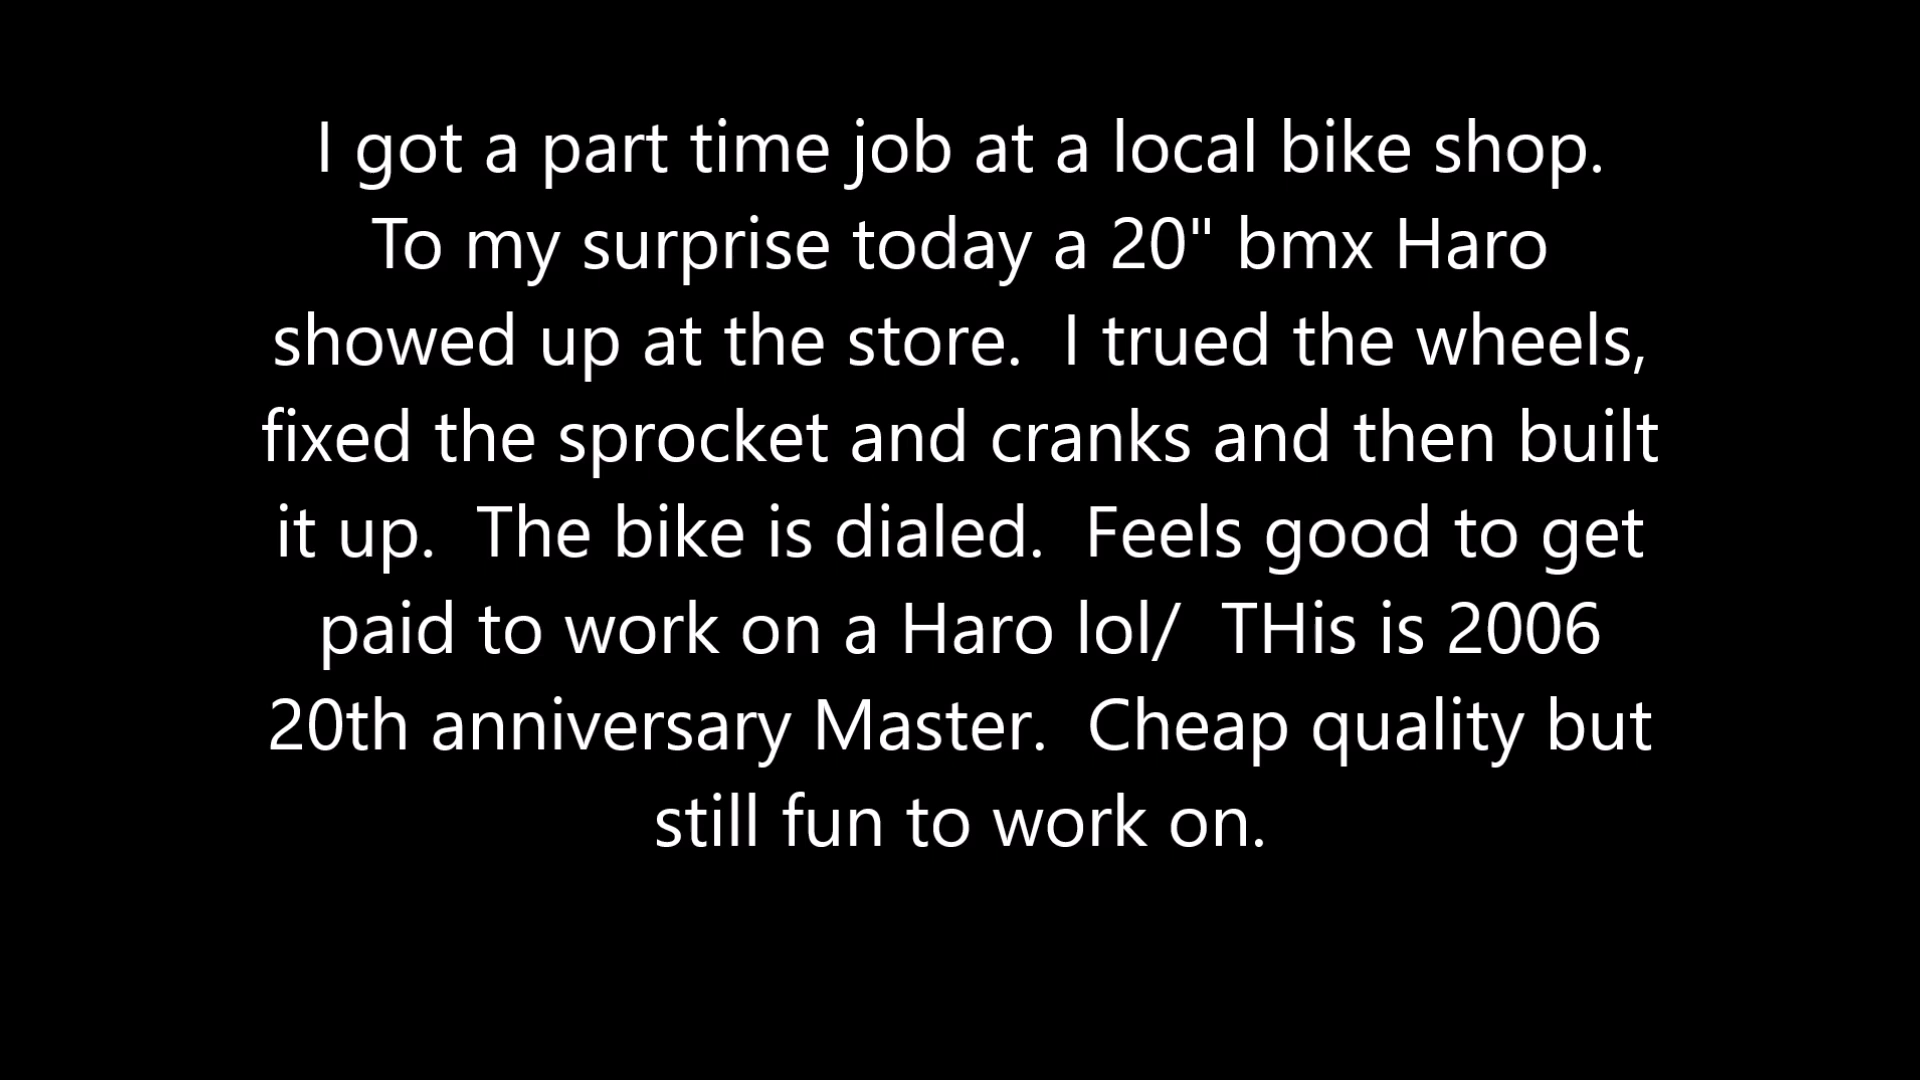 I got a part time job at a local bike shop.
To my surprise today a 20" bmx Haro
showed up at the store.  I trued the wheels,
fixed the sprocket and cranks and then built
it up.  The bike is dialed.  Feels good to get
paid to work on a Haro lol/  THis is 2006
20th anniversary Master.  Cheap quality but
still fun to work on.